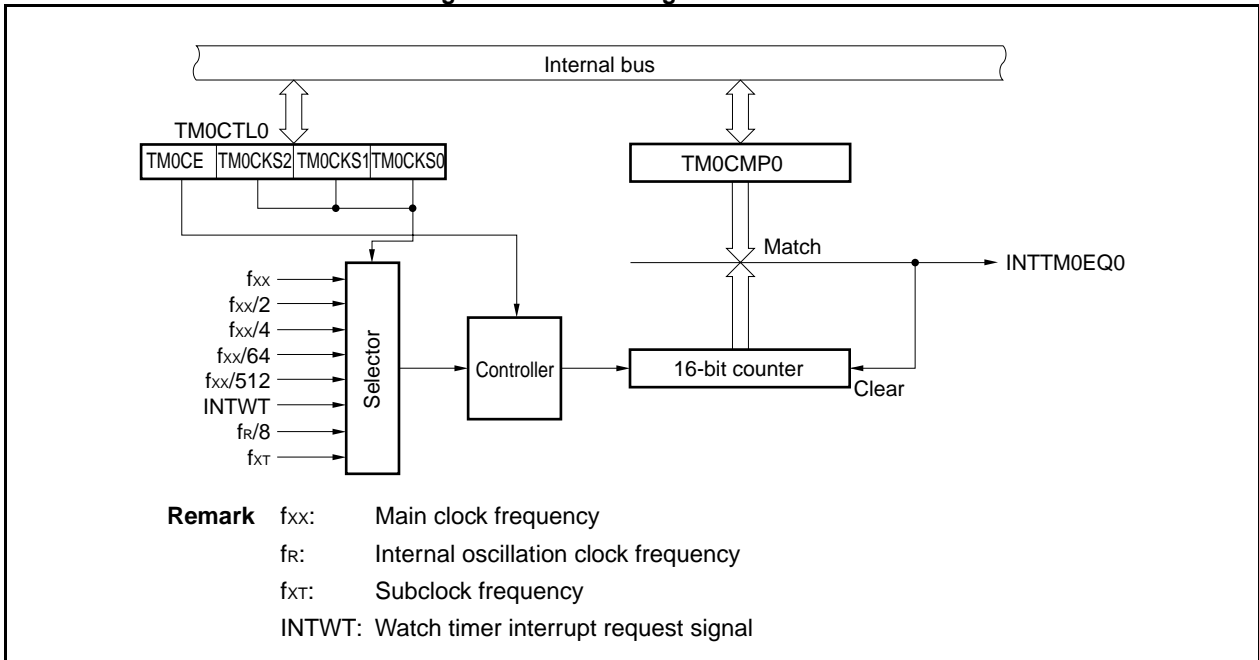 Internal bus
TM0CTL0
TM0CE TM0CKS2 TM0CKS1 TM0CKS0
TM0CMP0
Match
INTTM0EQ0
fXX
fXX/2
fXX/4
fXX/64
fXX/512
INTWT
fR/8
fXT
Selector
Controller
16-bit counter
Clear
Remark fXX: Main clock frequency
fR: Internal oscillation clock frequency
fXT: Subclock frequency
INTWT: Watch timer interrupt request signal